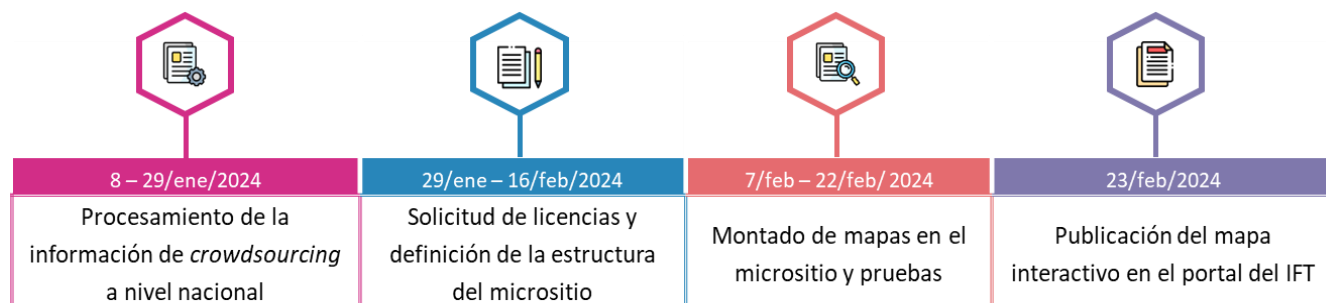 8 – 29/ene/2024
Procesamiento de la
información de crowdsourcing
a nivel nacional
29/ene – 16/feb/2024
Solicitud de licencias y
definición de la estructura
del micrositio
7/feb – 22/feb/ 2024
Montado de mapas en el
micrositio y pruebas
23/feb/2024
Publicación del mapa
interactivo en el portal del IFT